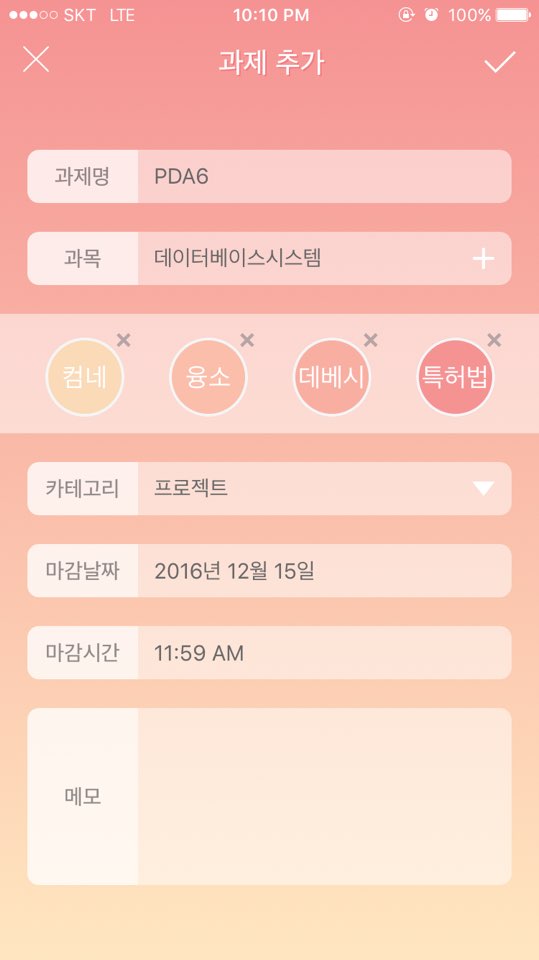 SKT LTE 10:10 PM 100%
과제 추가
과제명 PDA6
과목 데이터베이스시스템
컴네 융소 데베시 특허법
카테고리 프로젝트
마감날짜 2016년 12월 15일
마감시간 11:59 AM
메모